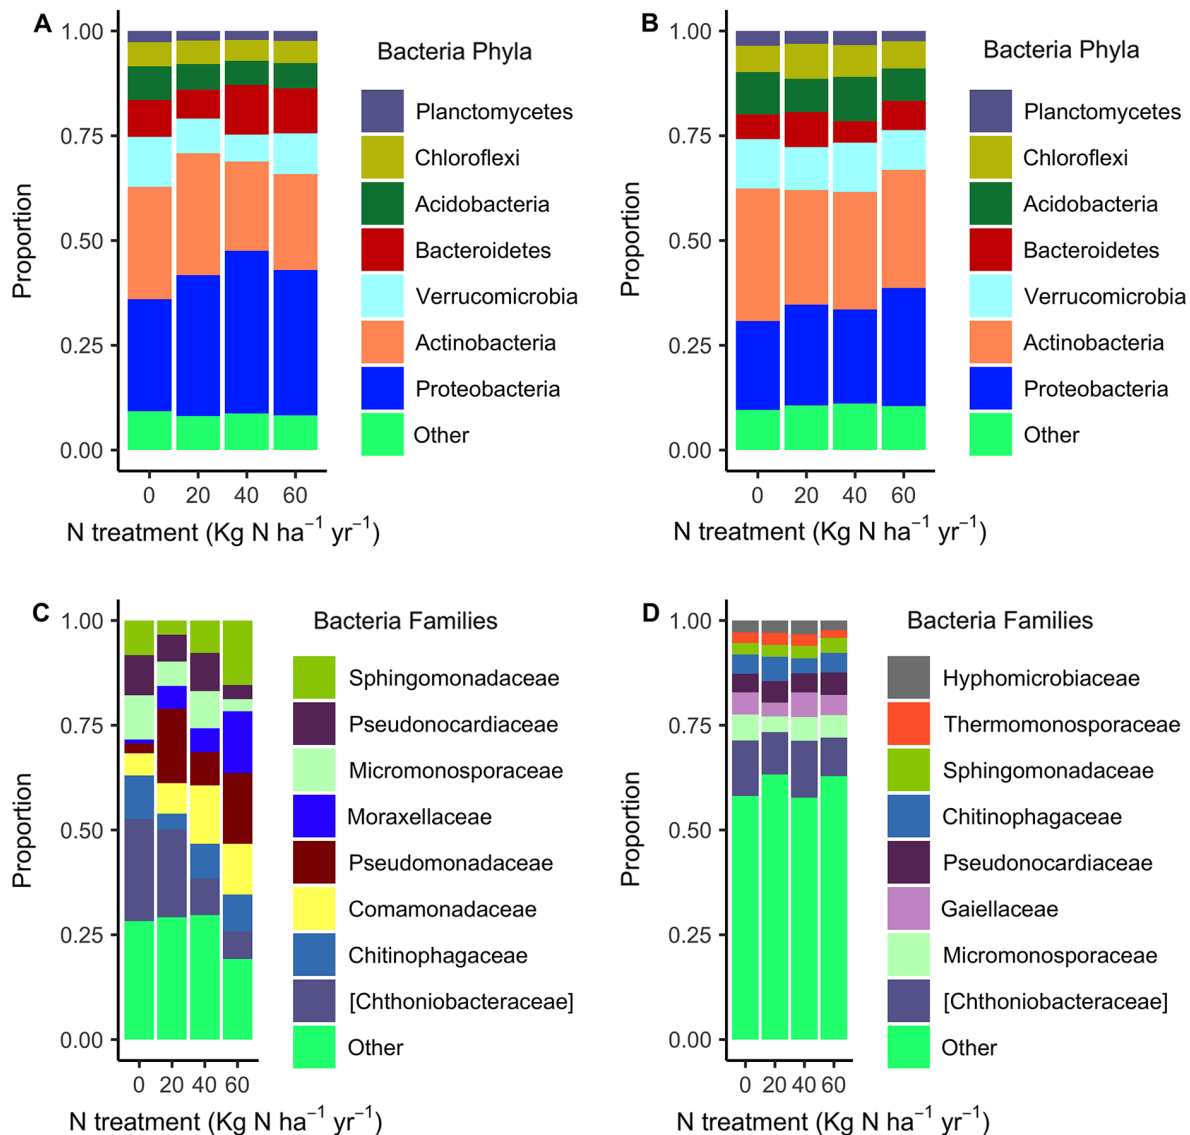 A
Bacteria Phyla
1.00
0.75
0.50
0.25
0.00
Proportion
Planctomycetes
Chloroflexi
Acidobacteria
Bacteroidetes
Verrucomicrobia
Actinobacteria
Proteobacteria
Other
0 20 40 60
N treatment (Kg N ha⁻¹ yr⁻¹)
B
Bacteria Phyla
1.00
0.75
0.50
0.25
0.00
Proportion
Planctomycetes
Chloroflexi
Acidobacteria
Bacteroidetes
Verrucomicrobia
Actinobacteria
Proteobacteria
Other
0 20 40 60
N treatment (Kg N ha⁻¹ yr⁻¹)
C
Bacteria Families
1.00
0.75
0.50
0.25
0.00
Proportion
Sphingomonadaceae
Pseudonocardiaceae
Micromonosporaceae
Moraxellaceae
Pseudomonadaceae
Comamonadaceae
Chitinophagaceae
[Chthoniobacteraceae]
Other
0 20 40 60
N treatment (Kg N ha⁻¹ yr⁻¹)
D
Bacteria Families
1.00
0.75
0.50
0.25
0.00
Proportion
Hyphomicrobiaceae
Thermomonosporaceae
Sphingomonadaceae
Chitinophagaceae
Pseudonocardiaceae
Gaiellaceae
Micromonosporaceae
[Chthoniobacteraceae]
Other
0 20 40 60
N treatment (Kg N ha⁻¹ yr⁻¹)